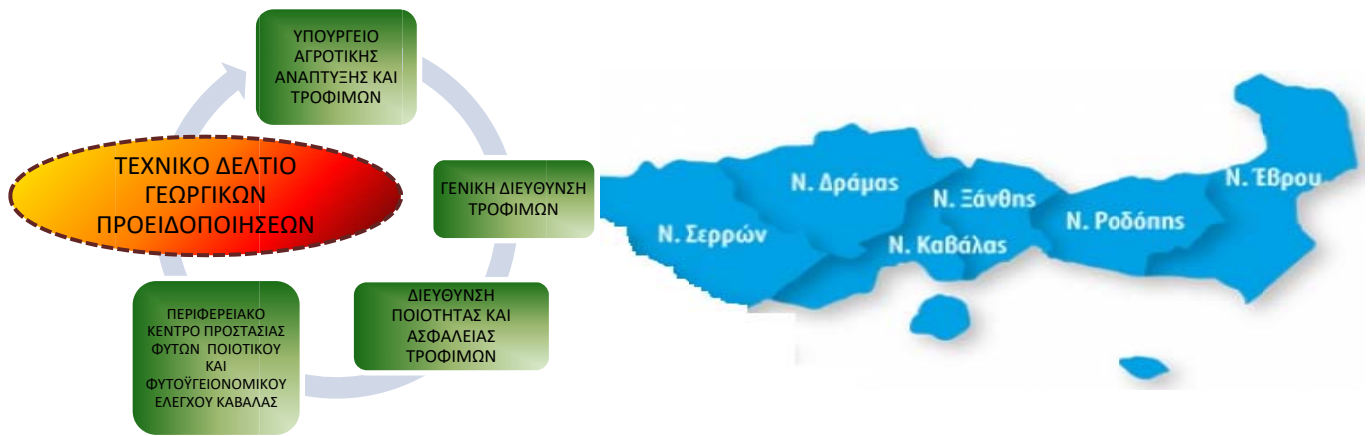 ΥΠΟΥΡΓΕΙΟ
ΑΓΡΟΤΙΚΗΣ
ΑΝΑΠΤΥΞΗΣ ΚΑΙ
ΤΡΟΦΙΜΩΝ
ΓΕΝΙΚΗ ΔΙΕΥΘΥΝΣΗ
ΤΡΟΦΙΜΩΝ
ΔΙΕΥΘΥΝΣΗ
ΠΟΙΟΤΗΤΑΣ ΚΑΙ
ΑΣΦΑΛΕΙΑΣ
ΤΡΟΦΙΜΩΝ
ΠΕΡΙΦΕΡΕΙΑΚΟ
ΚΕΝΤΡΟ ΠΡΟΣΤΑΣΙΑΣ
ΦΥΤΩΝ ΠΟΙΟΤΙΚΟΥ
ΚΑΙ
ΦΥΤΟΫΓΕΙΟΝΟΜΙΚΟΥ
ΕΛΕΓΧΟΥ ΚΑΒΑΛΑΣ
ΤΕΧΝΙΚΟ ΔΕΛΤΙΟ
ΓΕΩΡΓΙΚΩΝ
ΠΡΟΕΙΔΟΠΟΙΗΣΕΩΝ
Ν. Σερρών
Ν. Δράμας
Ν. Καβάλας
Ν. Ξάνθης
Ν. Ροδόπης
Ν. Έβρου